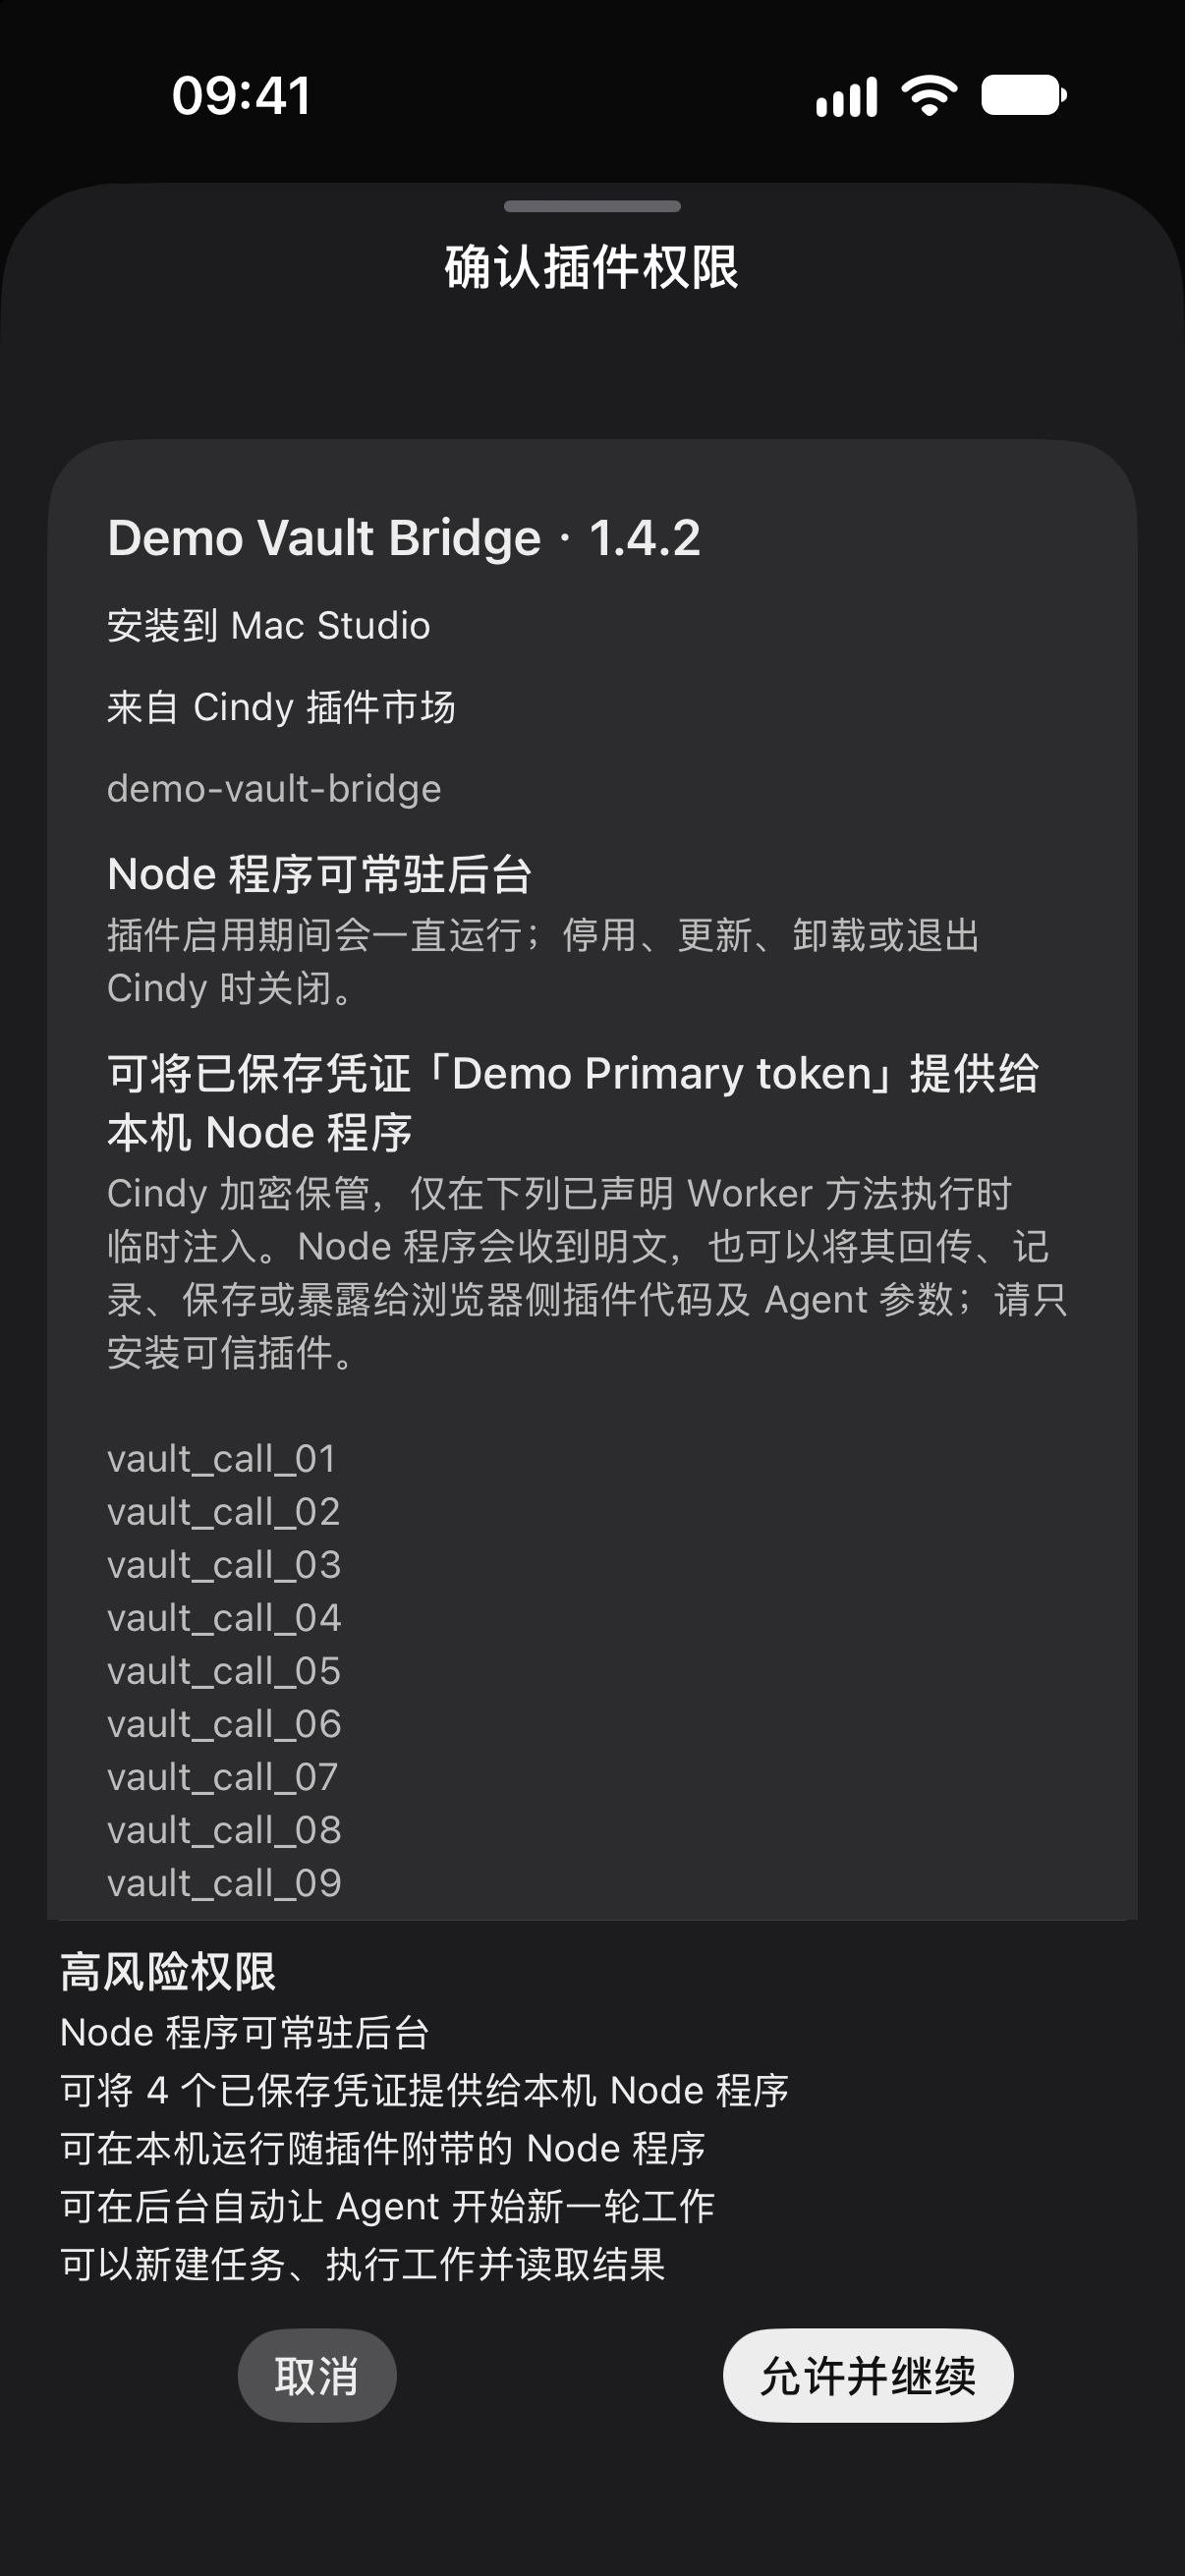 09:41
确认插件权限
Demo Vault Bridge · 1.4.2
安装到 Mac Studio
来自 Cindy 插件市场
demo-vault-bridge
Node 程序可常驻后台
插件启用期间会一直运行；停用、更新、卸载或退出
Cindy 时关闭。
可将已保存凭证「Demo Primary token」提供给
本机 Node 程序
Cindy 加密保管，仅在下列已声明 Worker 方法执行时
临时注入。Node 程序会收到明文，也可以将其回传、记
录、保存或暴露给浏览器侧插件代码及 Agent 参数；请只
安装可信插件。
vault_call_01
vault_call_02
vault_call_03
vault_call_04
vault_call_05
vault_call_06
vault_call_07
vault_call_08
vault_call_09
高风险权限
Node 程序可常驻后台
可将 4 个已保存凭证提供给本机 Node 程序
可在本机运行随插件附带的 Node 程序
可在后台自动让 Agent 开始新一轮工作
可以新建任务、执行工作并读取结果
取消
允许并继续